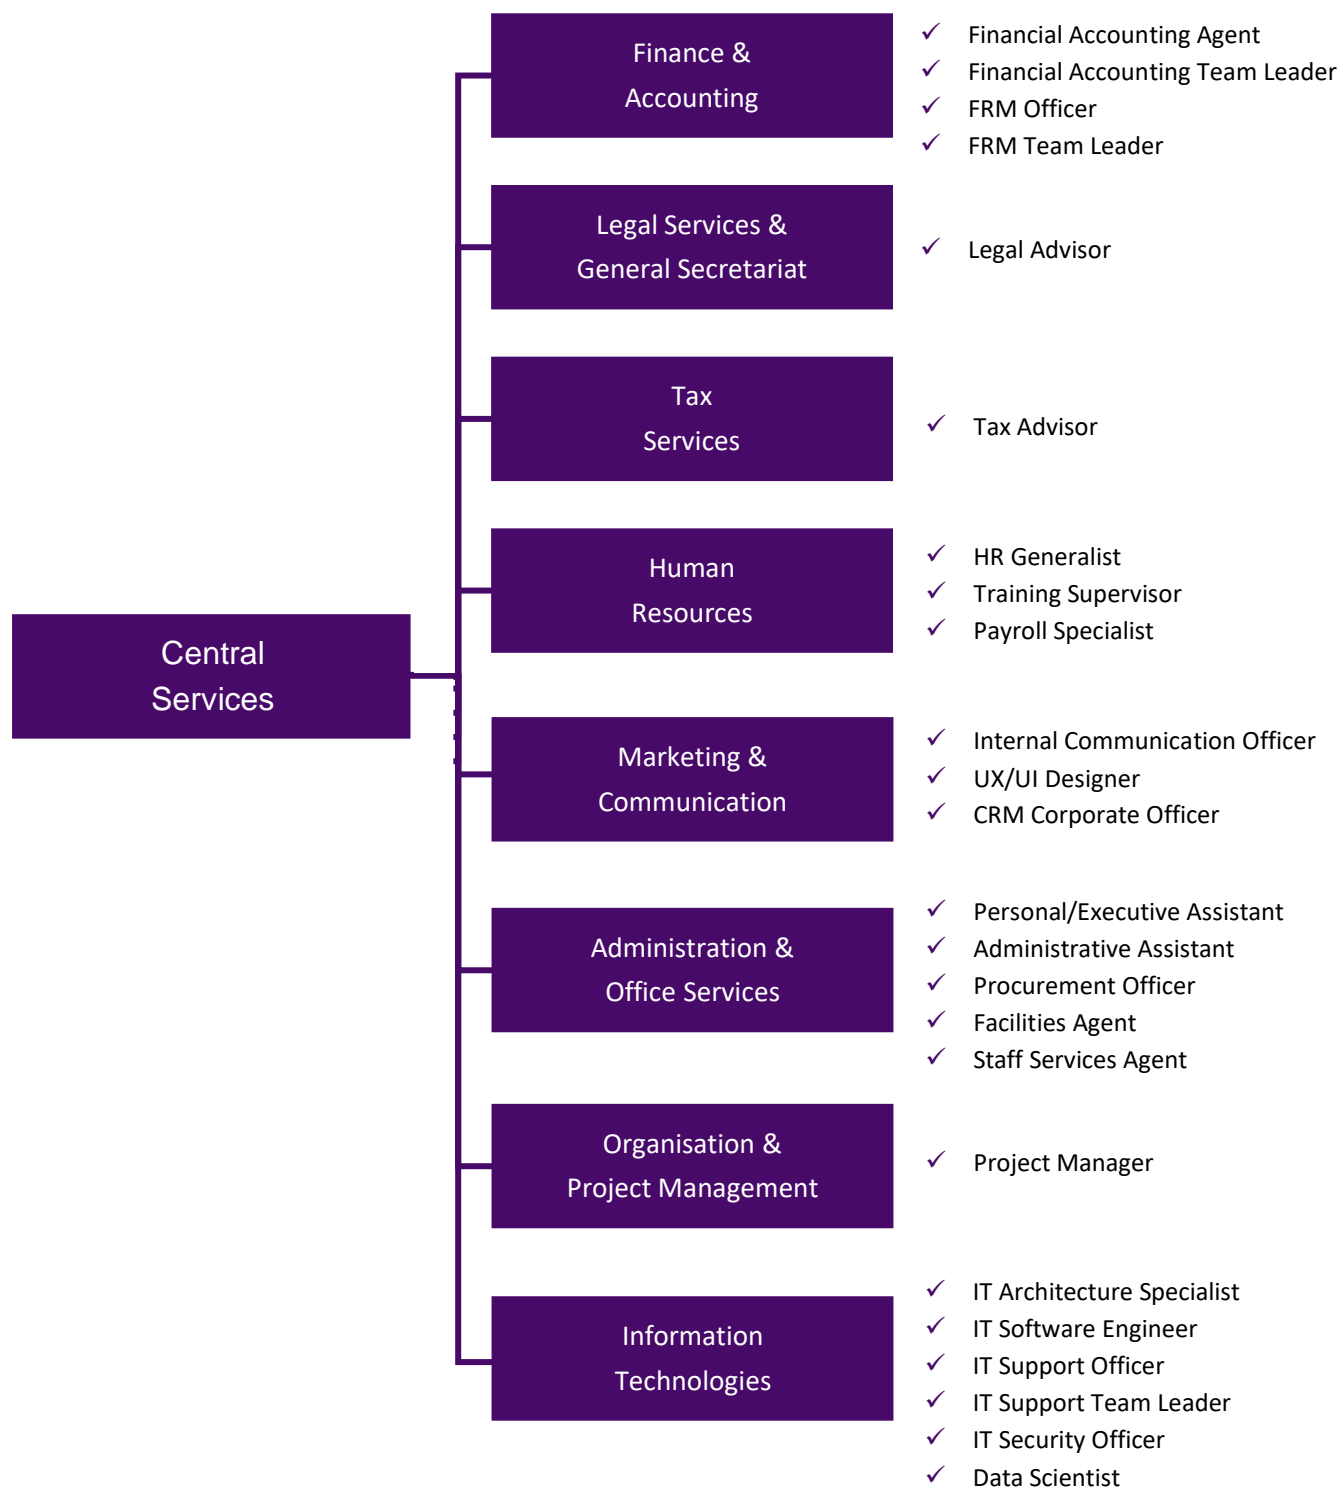 Central
Services
Finance &
Accounting
✓ Financial Accounting Agent
✓ Financial Accounting Team Leader
✓ FRM Officer
✓ FRM Team Leader
Legal Services &
General Secretariat
✓ Legal Advisor
Tax
Services
✓ Tax Advisor
Human
Resources
✓ HR Generalist
✓ Training Supervisor
✓ Payroll Specialist
Marketing &
Communication
✓ Internal Communication Officer
✓ UX/UI Designer
✓ CRM Corporate Officer
Administration &
Office Services
✓ Personal/Executive Assistant
✓ Administrative Assistant
✓ Procurement Officer
✓ Facilities Agent
✓ Staff Services Agent
Organisation &
Project Management
✓ Project Manager
Information
Technologies
✓ IT Architecture Specialist
✓ IT Software Engineer
✓ IT Support Officer
✓ IT Support Team Leader
✓ IT Security Officer
✓ Data Scientist